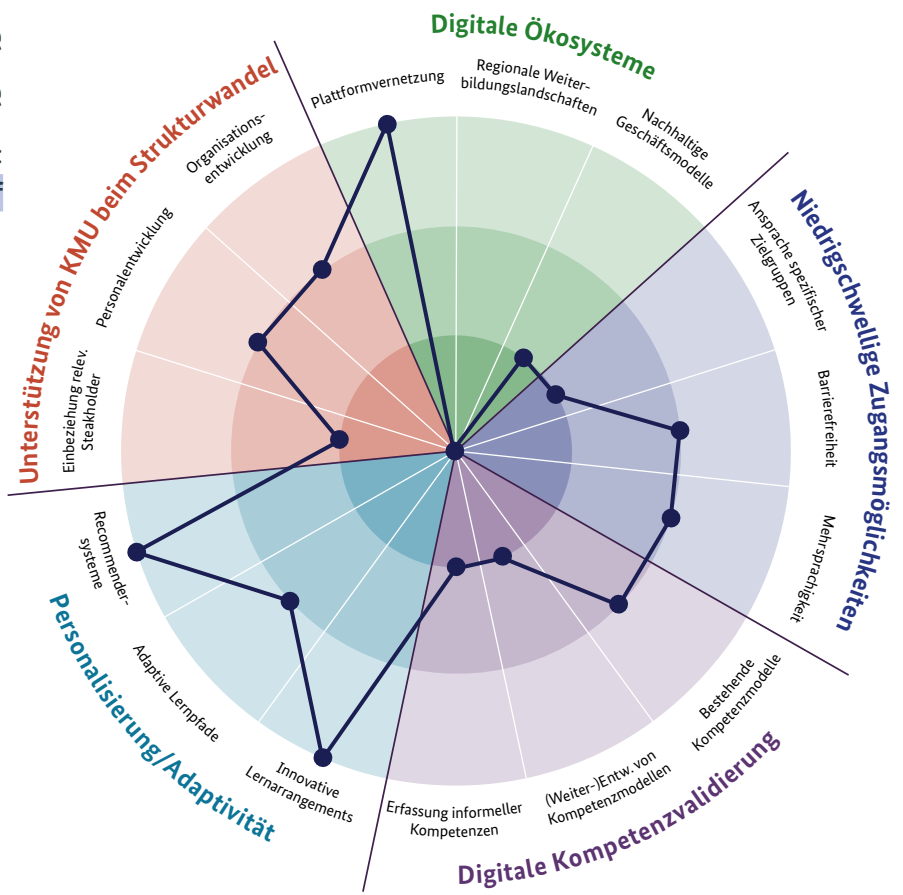 Digitale Ökosysteme
Plattformvernetzung
Regionale Weiter-
bildungslandschaften
Nachhaltige
Geschäftsmodelle
Niedrigschwellige Zugangsmöglichkeiten
Ansprache spezifischer
Zielgruppen
Barrierefreiheit
Mehrsprachigkeit
Digitale Kompetenzvalidierung
Bestehende
Kompetenzmodelle
(Weiter-)Entw. von
Kompetenzmodellen
Erfassung informeller
Kompetenzen
Personalisierung/Adaptivität
Innovative
Lernarrangements
Adaptive Lernpfade
Recommender-
systeme
Unterstützung von KMU beim Strukturwandel
Einbeziehung relev.
Steakholder
Personalentwicklung
Organisations-
entwicklung